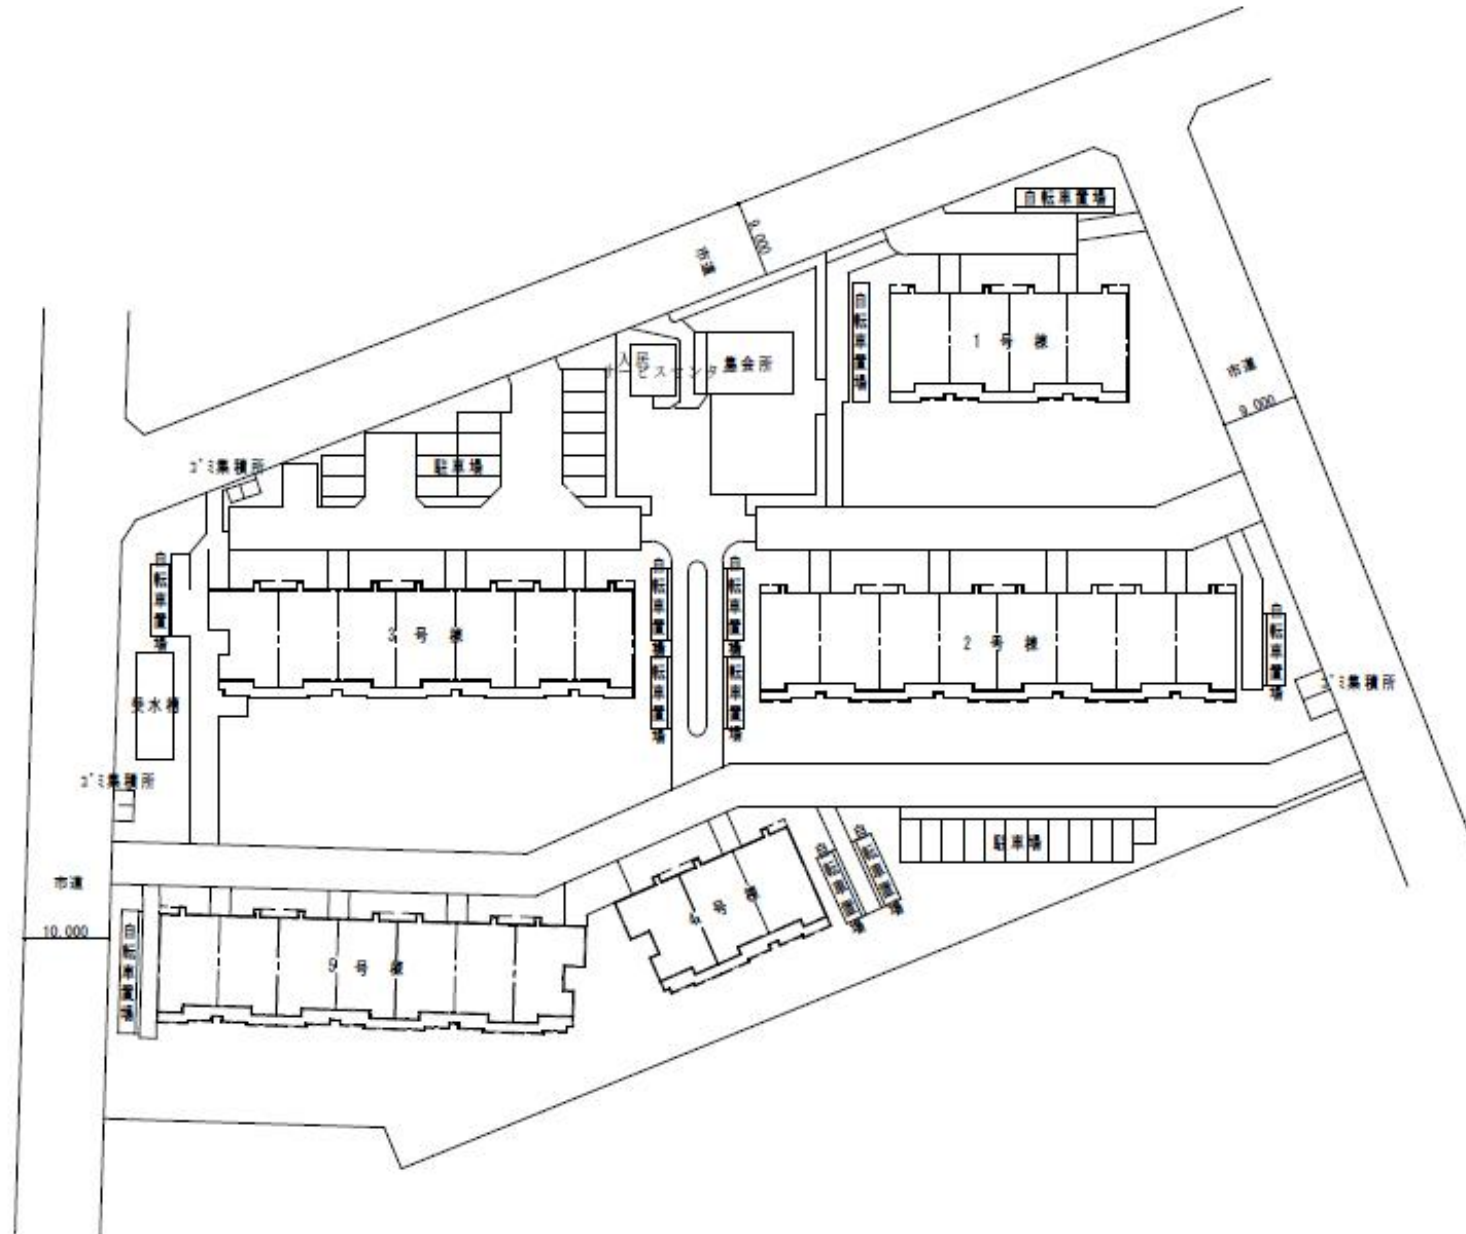 自転車置場
市道
9,000
自転車置場
1号棟
入居
サービスセンター
集会所
市道
9,000
ゴミ集積所
駐車場
自転車置場
自転車置場
自転車置場
3号棟
2号棟
自転車置場
自転車置場
自転車置場
ゴミ集積所
受水槽
ゴミ集積所
駐車場
市道
10,000
自転車置場
5号棟
4号棟
自転車置場
自転車置場